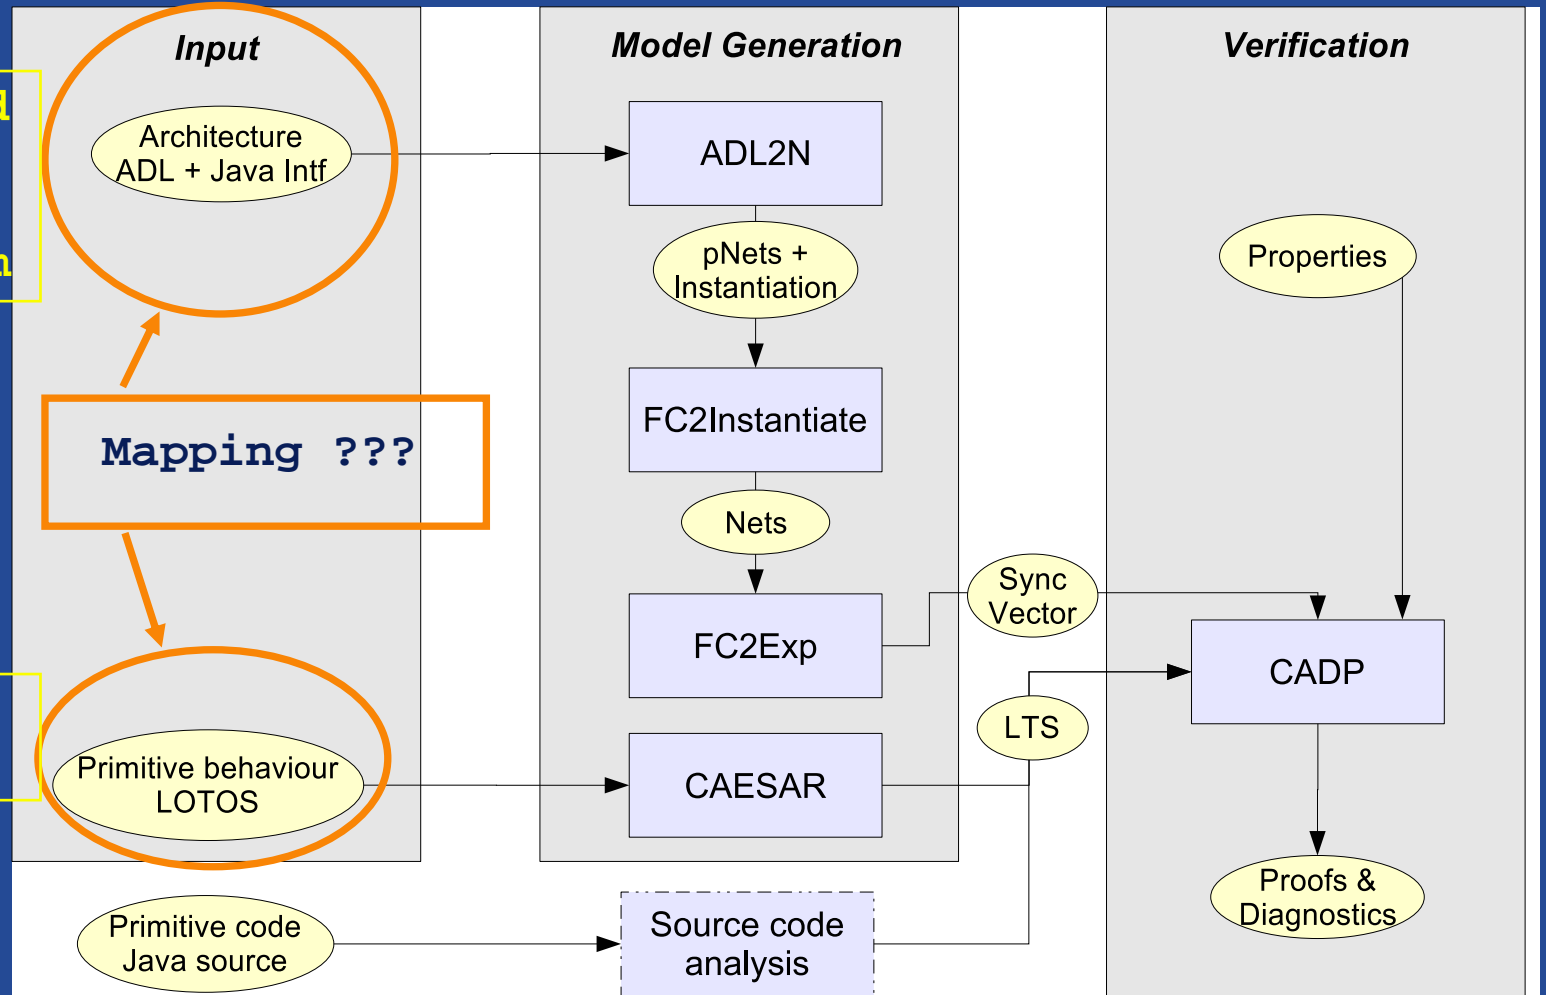 Input
Model Generation
Verification
Architecture
ADL + Java Intf
ADL2N
pNets +
Instantiation
Properties
FC2Instantiate
Mapping ???
Nets
Sync
Vector
FC2Exp
CADP
LTS
Primitive behaviour
LOTOS
CAESAR
Proofs &
Diagnostics
Primitive code
Java source
Source code
analysis